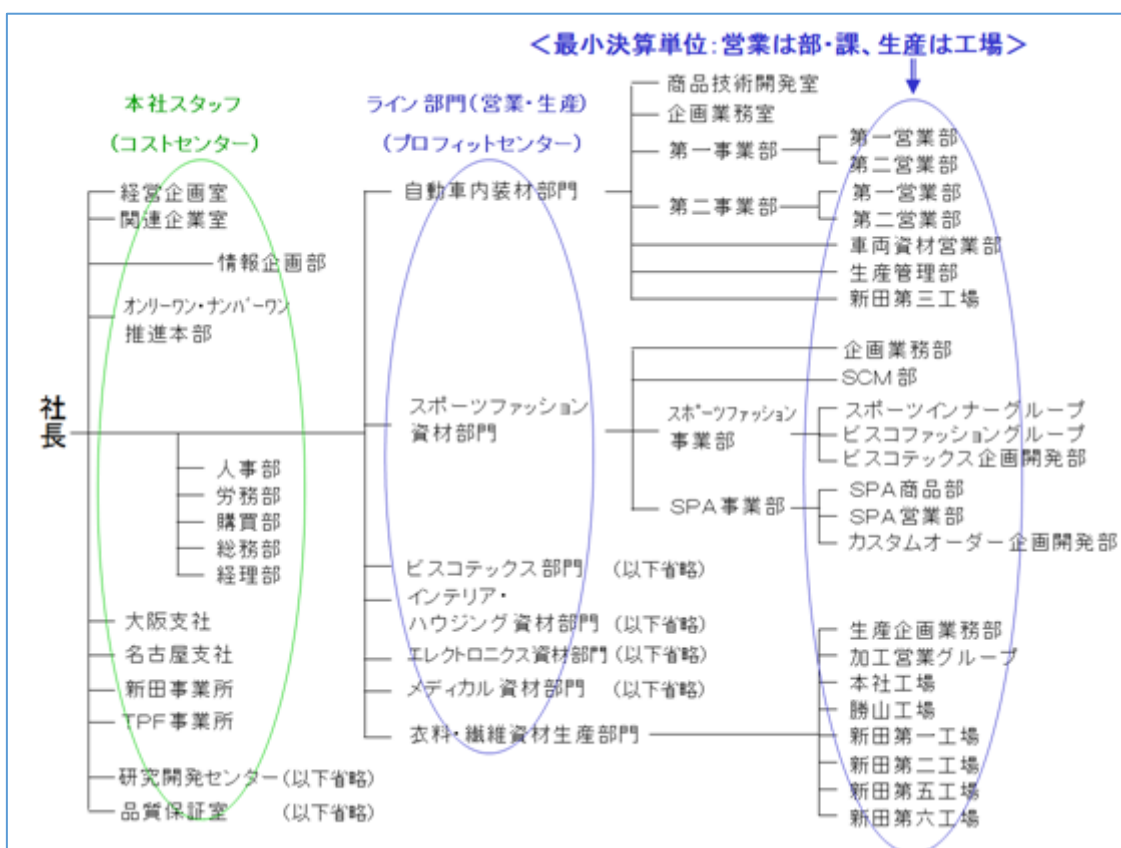 ＜最小決算単位：営業は部・課、生産は工場＞
本社スタッフ
（コストセンター）
ライン部門（営業・生産）
（プロフィットセンター）
社長
経営企画室
関連企業室
情報企画部
オンリーワン・ナンバーワン
推進本部
人事部
労務部
購買部
総務部
経理部
大阪支社
名古屋支社
新田事業所
TPF事業所
研究開発センター（以下省略）
品質保証室　（以下省略）
自動車内装材部門
商品技術開発室
企画業務室
第一事業部
第一営業部
第二営業部
第二事業部
第一営業部
第二営業部
車両資材営業部
生産管理部
新田第三工場
スポーツファッション
資材部門
企画業務部
SCM部
スポーツファッション
事業部
スポーツインナーグループ
ビスコファッショングループ
ビスコテックス企画開発部
SPA事業部
SPA商品部
SPA営業部
カスタムオーダー企画開発部
ビスコテックス部門　（以下省略）
インテリア・
ハウジング資材部門（以下省略）
エレクトロニクス資材部門（以下省略）
メディカル資材部門　（以下省略）
衣料・繊維資材生産部門
生産企画業務部
加工営業グループ
本社工場
勝山工場
新田第一工場
新田第二工場
新田第五工場
新田第六工場